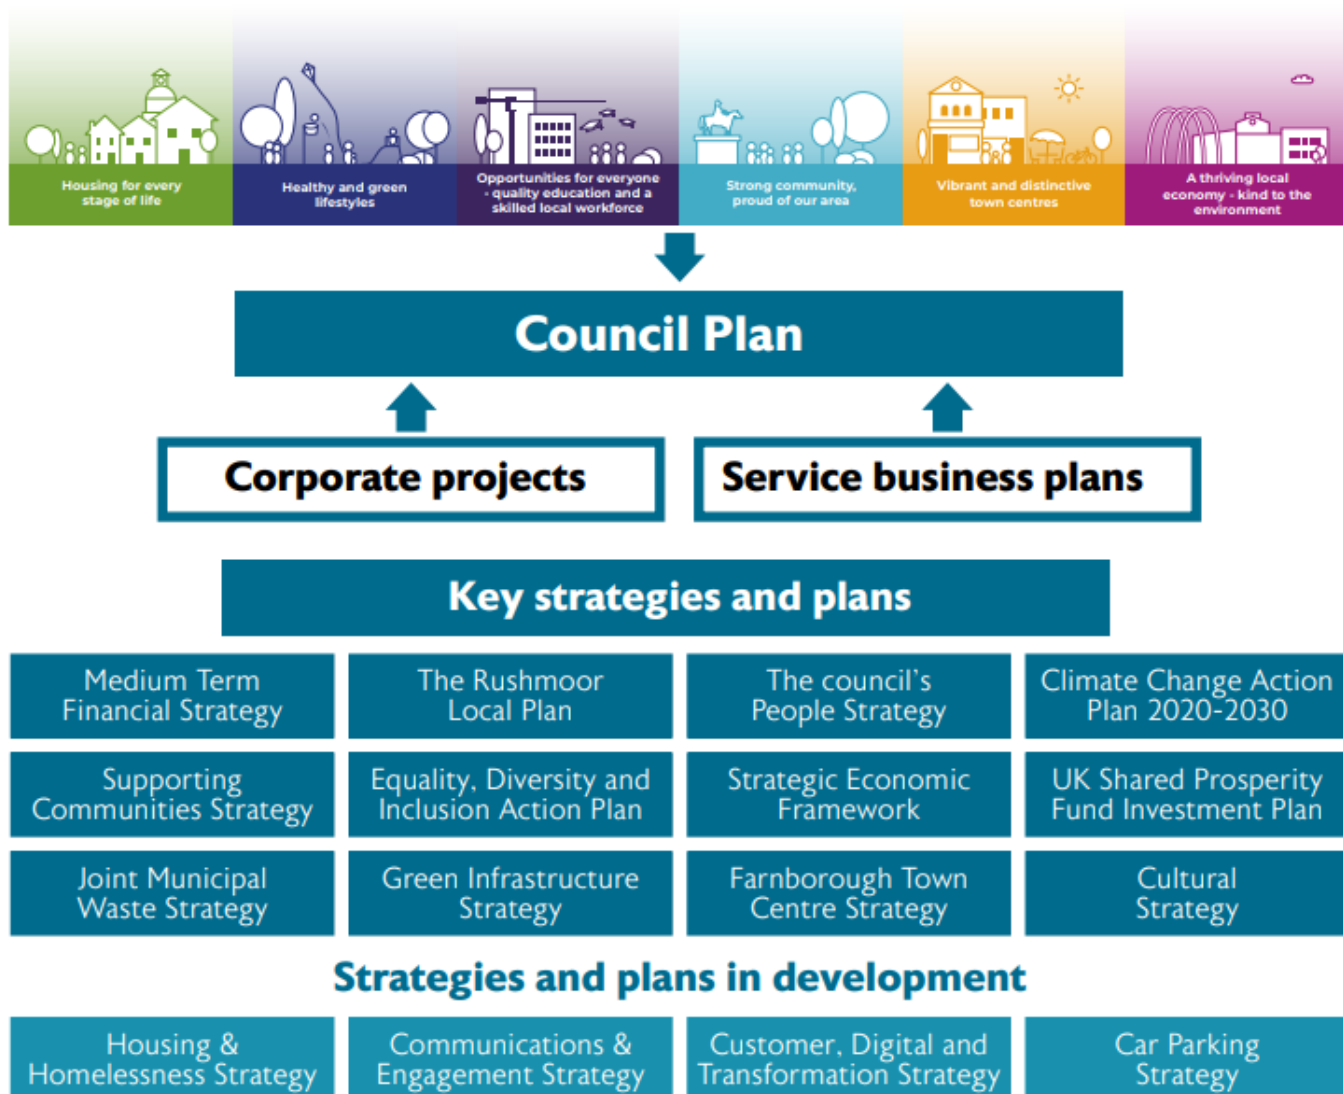 Housing for every
stage of life
Healthy and green
lifestyles
Opportunities for everyone
- quality education and a
skilled local workforce
Strong community,
proud of our area
Vibrant and distinctive
town centres
A thriving local
economy - kind to the
environment
Council Plan
Corporate projects
Service business plans
Key strategies and plans
Medium Term
Financial Strategy
The Rushmoor
Local Plan
The council's
People Strategy
Climate Change Action
Plan 2020-2030
Supporting
Communities Strategy
Equality, Diversity and
Inclusion Action Plan
Strategic Economic
Framework
UK Shared Prosperity
Fund Investment Plan
Joint Municipal
Waste Strategy
Green Infrastructure
Strategy
Farnborough Town
Centre Strategy
Cultural
Strategy
Strategies and plans in development
Housing &
Homelessness Strategy
Communications &
Engagement Strategy
Customer, Digital and
Transformation Strategy
Car Parking
Strategy